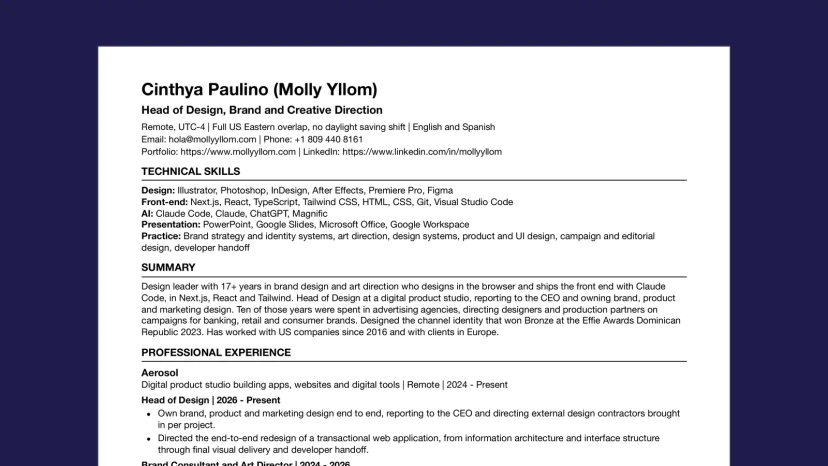 Cinthya Paulino (Molly Yllom)
Head of Design, Brand and Creative Direction
Remote, UTC-4 | Full US Eastern overlap, no daylight saving shift | English and Spanish
Email: hola@mollyyllom.com | Phone: +1 809 440 8161
Portfolio: https://www.mollyyllom.com | LinkedIn: https://www.linkedin.com/in/mollyyllom
TECHNICAL SKILLS
Design: Illustrator, Photoshop, InDesign, After Effects, Premiere Pro, Figma
Front-end: Next.js, React, TypeScript, Tailwind CSS, HTML, CSS, Git, Visual Studio Code
AI: Claude Code, Claude, ChatGPT, Magnific
Presentation: PowerPoint, Google Slides, Microsoft Office, Google Workspace
Practice: Brand strategy and identity systems, art direction, design systems, product and UI design, campaign and editorial
design, developer handoff
SUMMARY
Design leader with 17+ years in brand design and art direction who designs in the browser and ships the front end with Claude
Code, in Next.js, React and Tailwind. Head of Design at a digital product studio, reporting to the CEO and owning brand, product
and marketing design. Ten of those years were spent in advertising agencies, directing designers and production partners on
campaigns for banking, retail and consumer brands. Designed the channel identity that won Bronze at the Effie Awards Dominican
Republic 2023. Has worked with US companies since 2016 and with clients in Europe.
PROFESSIONAL EXPERIENCE
Aerosol
Digital product studio building apps, websites and digital tools | Remote | 2024 - Present
Head of Design | 2026 - Present
• Own brand, product and marketing design end to end, reporting to the CEO and directing external design contractors brought
in per project.
• Directed the end-to-end redesign of a transactional web application, from information architecture and interface structure
through final visual delivery and developer handoff.
Brand Consultant and Art Director | 2024 - 2026